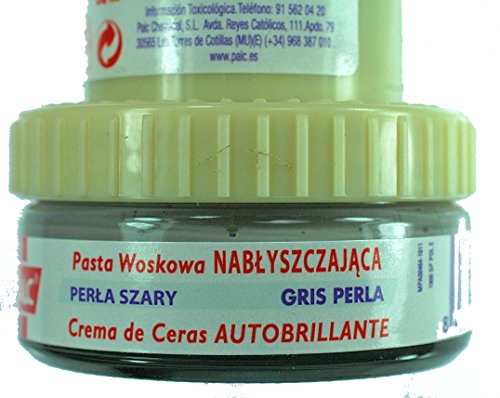 Información Toxicológica.Teléfono: 91 562 04 20
Palc Chemical, S.L. Avda. Reyes Católicos, 111.Apdo. 79
30565 Las Torres de Cotillas (MU)(E) (+34) 968 387 010
www.palc.es
Pasta Woskowa NABŁYSZCZAJĄCA
PERŁA SZARY GRIS PERLA
Crema de Ceras AUTOBRILLANTE